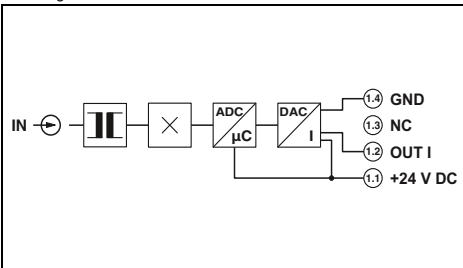 IN
ADC
µC
DAC
I
1.4 GND
1.3 NC
1.2 OUT I
1.1 +24 V DC